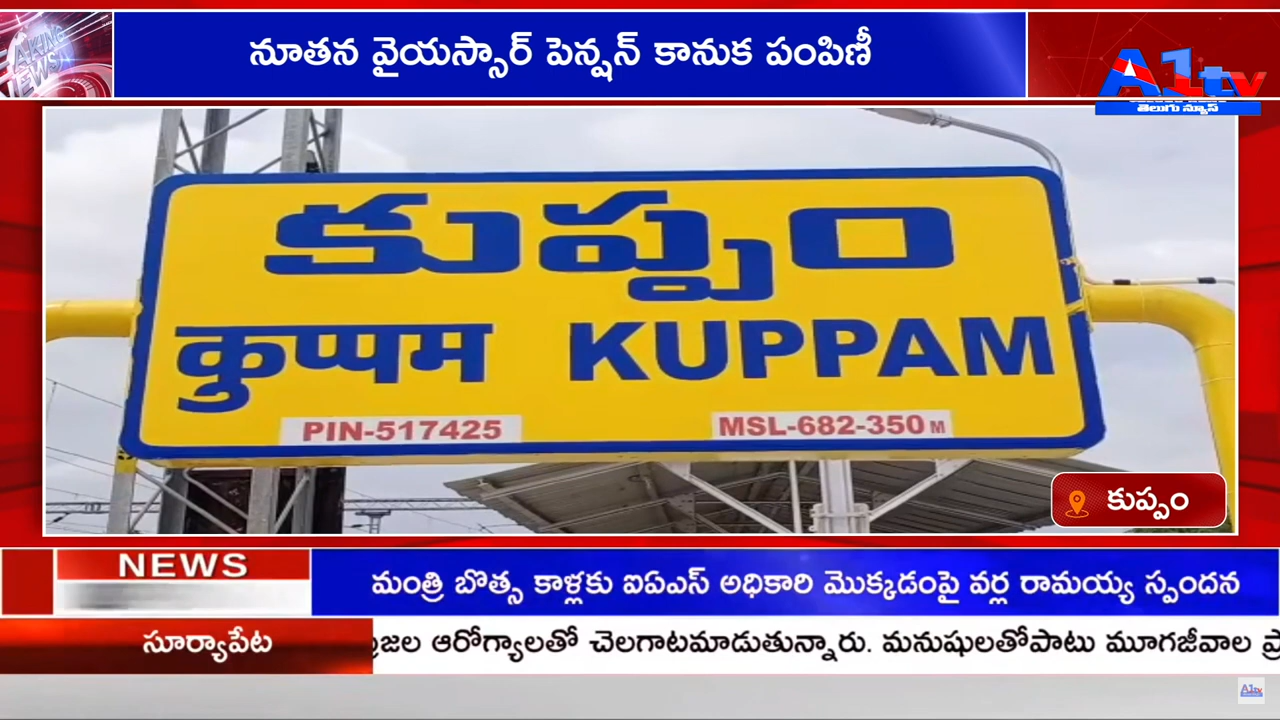 నూతన వైయస్సార్ పెన్షన్ కానుక పంపిణీ
A1tv
తెలుగు న్యూస్
కుప్పం
कुप्पम KUPPAM
PIN-517425 MSL-682-350 M
కుప్పం
NEWS
మంత్రి బొత్స కాళ్లకు ఐఏఎస్ అధికారి మొక్కడంపై వర్ల రామయ్య స్పందన
సూర్యాపేట
ఆరోగ్యాలతో చెలగాటమాడుతున్నారు. మనుషులతోపాటు మూగజీవాల
A1tv